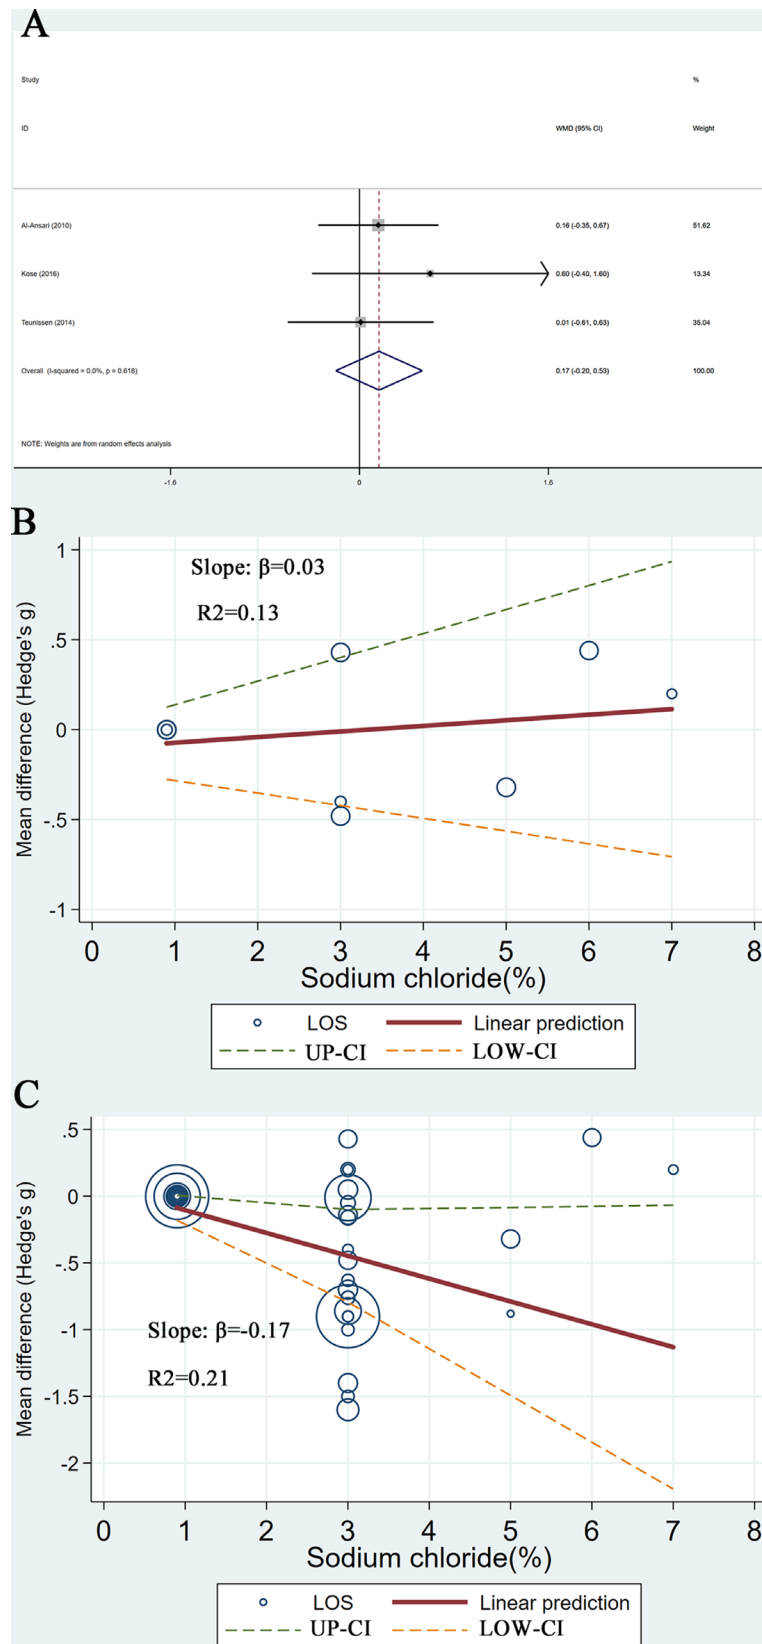 A
Study
%
ID
WMD (95% CI)
Weight
Al-Ansari (2010)
0.16 (-0.35, 0.67)
51.62
Kose (2016)
0.60 (-0.40, 1.60)
13.34
Teunissen (2014)
0.01 (-0.61, 0.63)
35.04
Overall (I-squared = 0.0%, p = 0.618)
0.17 (-0.20, 0.53)
100.00
NOTE: Weights are from random effects analysis
-1.6
0
1.6
B
Mean difference (Hedge's g)
1
.5
0
-.5
-1
Slope: β=0.03
R2=0.13
0 1 2 3 4 5 6 7 8
Sodium chloride(%)
LOS
Linear prediction
UP-CI
LOW-CI
C
Mean difference (Hedge's g)
.5
0
-.5
-1
-1.5
-2
Slope: β=-0.17
R2=0.21
0 1 2 3 4 5 6 7 8
Sodium chloride(%)
LOS
Linear prediction
UP-CI
LOW-CI